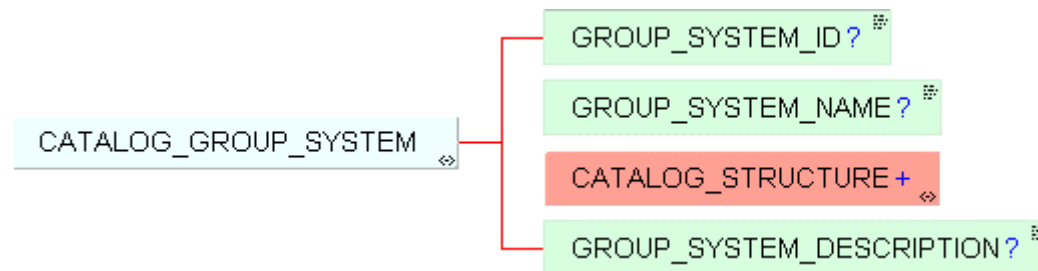 GROUP_SYSTEM_ID?
GROUP_SYSTEM_NAME?
CATALOG_GROUP_SYSTEM
CATALOG_STRUCTURE+
GROUP_SYSTEM_DESCRIPTION?